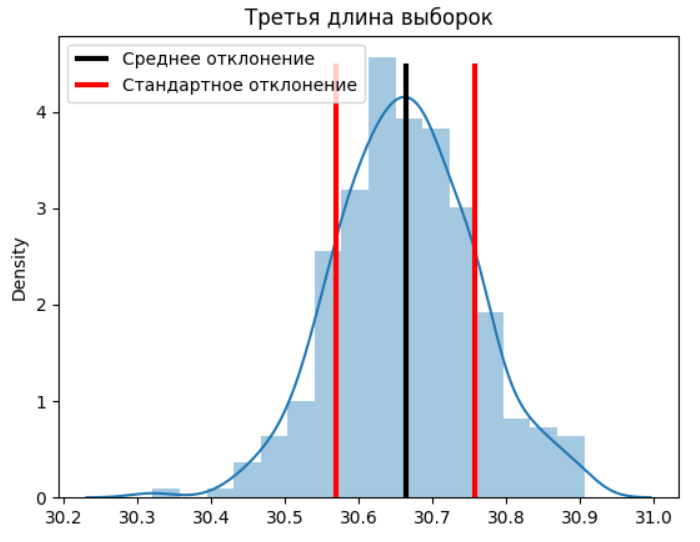 Третья длина выборок
Среднее отклонение
Стандартное отклонение
Density
4
3
2
1
0
30.2 30.3 30.4 30.5 30.6 30.7 30.8 30.9 31.0